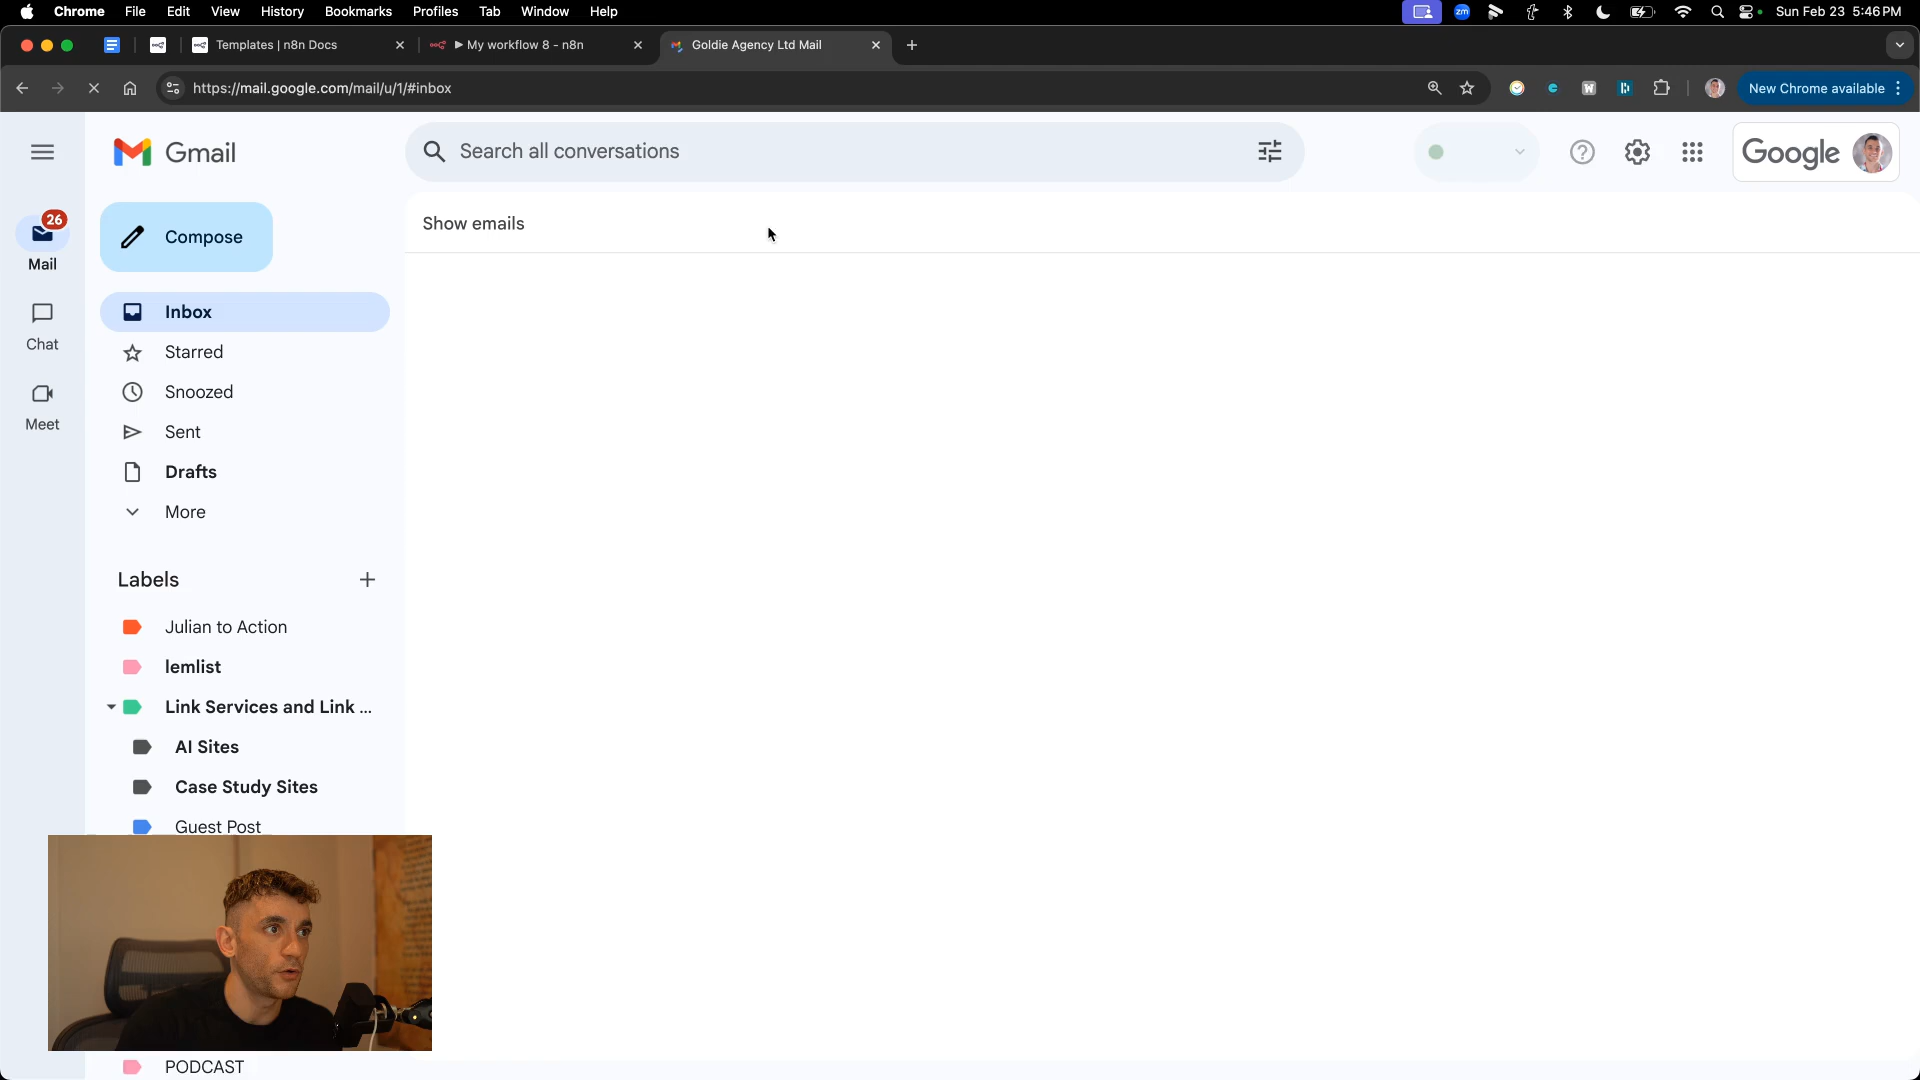 Chrome File Edit View History Bookmarks Profiles Tab Window Help
zm
Sun Feb 23 5:46 PM
Templates | n8n Docs
My workflow 8 - n8n
Goldie Agency Ltd Mail
https://mail.google.com/mail/u/1/#inbox
New Chrome available
Gmail
Search all conversations
Google
26
Mail
Chat
Meet
Compose
Show emails
Inbox
Starred
Snoozed
Sent
Drafts
More
Labels
Julian to Action
lemlist
Link Services and Link ...
AI Sites
Case Study Sites
Guest Post
PODCAST